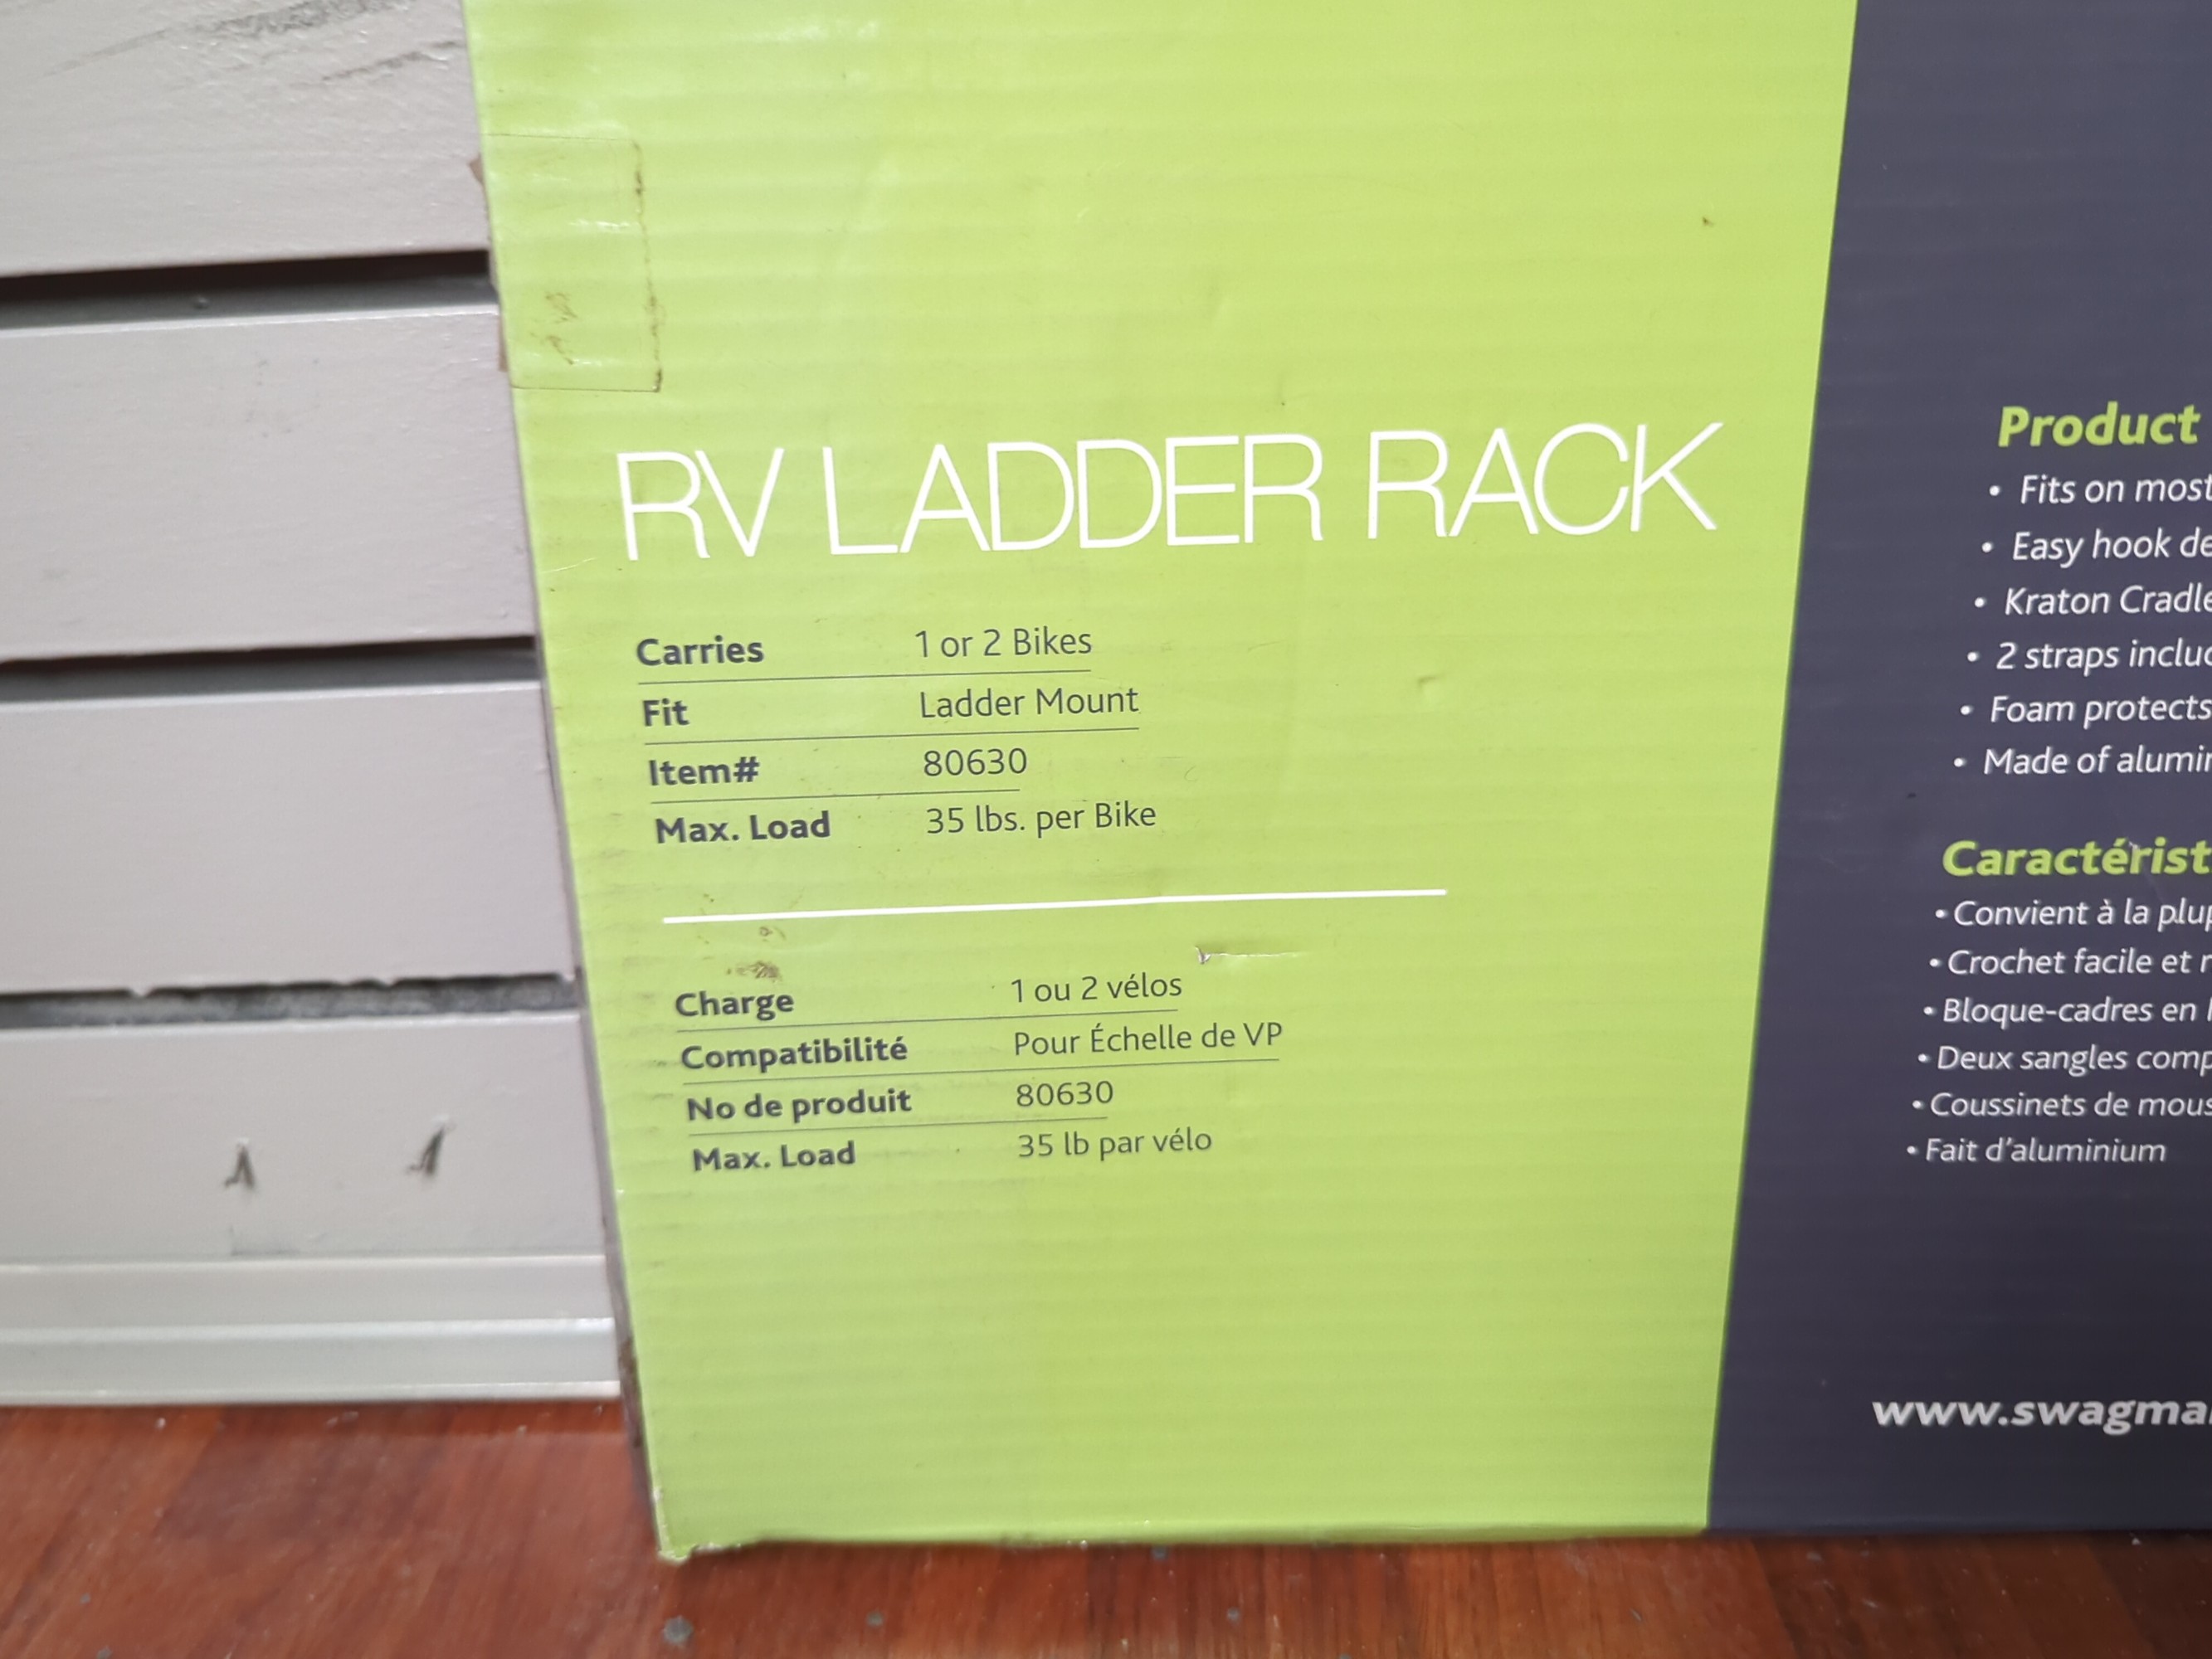 RV LADDER RACK
Carries 1 or 2 Bikes
Fit Ladder Mount
Item# 80630
Max. Load 35 lbs. per Bike
Charge 1 ou 2 vélos
Compatibilité Pour Échelle de VP
No de produit 80630
Max. Load 35 lb par vélo
Product
• Fits on most
• Easy hook
• Kraton
• 2 straps
• Foam protects
• Made of
• Convient à la
• Crochet facile et
• Bloque-cadres en
• Deux sangles
• Coussinets de
• Fait d'aluminium